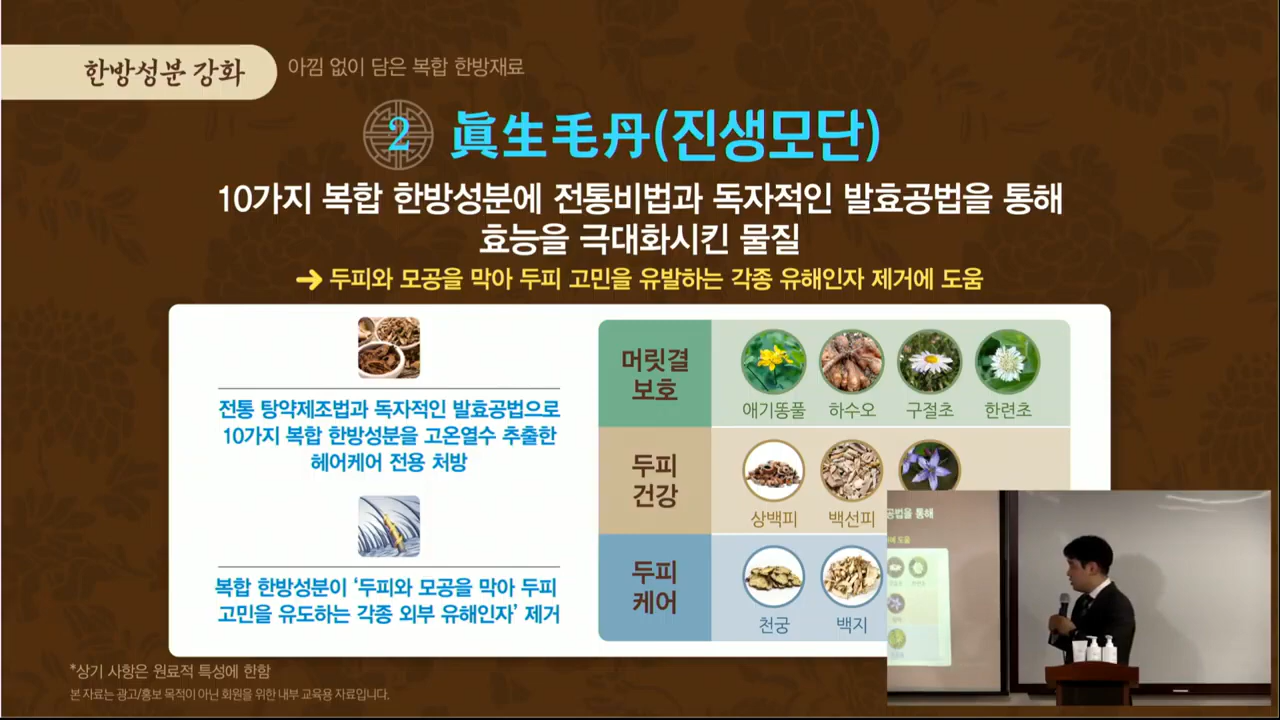 한방성분 강화
아낌 없이 담은 복합 한방재료
2 眞生毛丹(진생모단)
10가지 복합 한방성분에 전통비법과 독자적인 발효공법을 통해
효능을 극대화시킨 물질
➔ 두피와 모공을 막아 두피 고민을 유발하는 각종 유해인자 제거에 도움
전통 탕약제조법과 독자적인 발효공법으로
10가지 복합 한방성분을 고온열수 추출한
헤어케어 전용 처방
복합 한방성분이 ‘두피와 모공을 막아 두피
고민을 유도하는 각종 외부 유해인자’ 제거
머릿결
보호
애기똥풀 하수오 구절초 한련초
두피
건강
상백피 백선피
두피
케어
천궁 백지
공법을 통해
*상기 사항은 원료적 특성에 한함
본 자료는 광고/홍보 목적이 아닌 회원을 위한 내부 교육용 자료입니다.